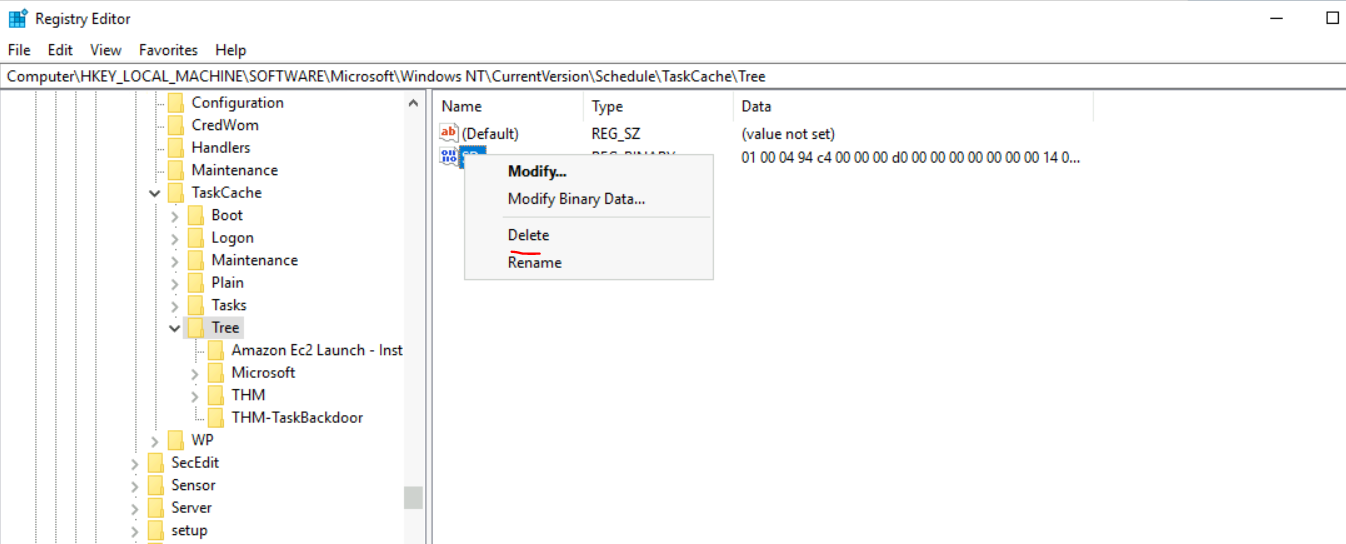 Registry Editor
File Edit View Favorites Help
Computer\HKEY_LOCAL_MACHINE\SOFTWARE\Microsoft\Windows NT\CurrentVersion\Schedule\TaskCache\Tree
Configuration
CredWom
Handlers
Maintenance
TaskCache
Boot
Logon
Maintenance
Plain
Tasks
Tree
Amazon Ec2 Launch - Inst
Microsoft
THM
THM-TaskBackdoor
WP
SecEdit
Sensor
Server
setup
Name Type Data
(Default) REG_SZ (value not set)
01 00 04 94 c4 00 00 00 d0 00 00 00 00 00 00 00 14 0...
Modify...
Modify Binary Data...
Delete
Rename